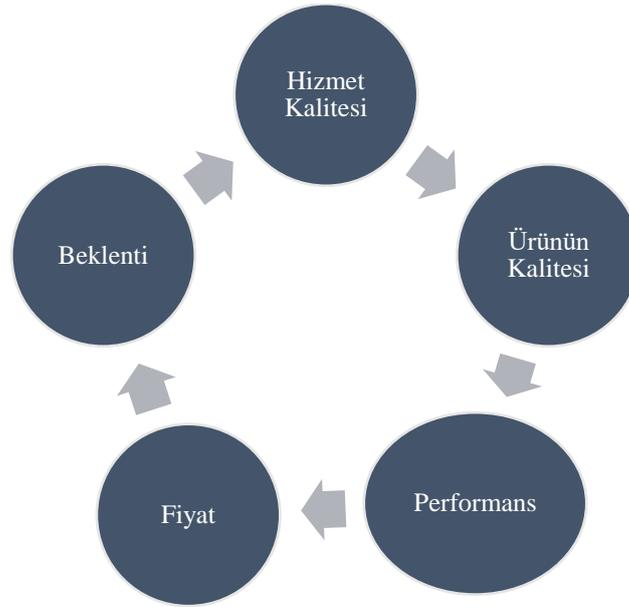 Hizmet
Kalitesi
Ürünün
Kalitesi
Performans
Fiyat
Beklenti